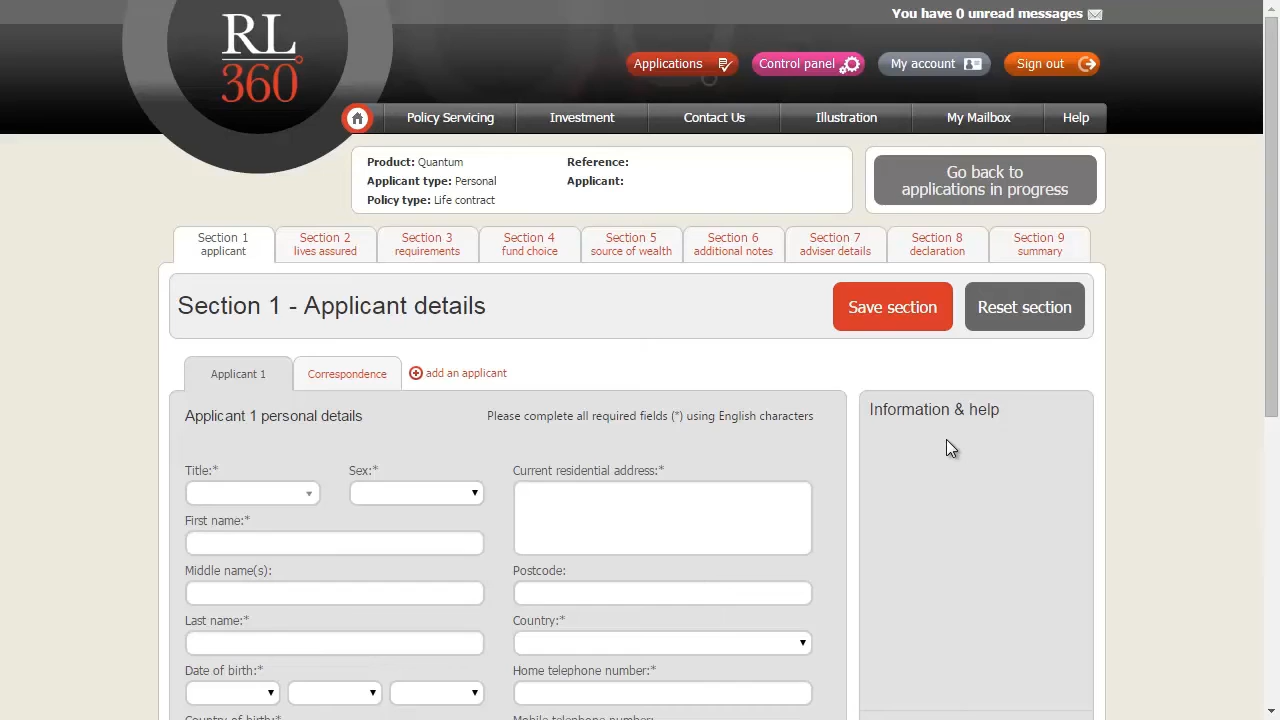 You have 0 unread messages
RL
360°
Applications
Control panel
My account
Sign out
Policy Servicing
Investment
Contact Us
Illustration
My Mailbox
Help
Product: Quantum
Reference:
Applicant type: Personal
Applicant:
Policy type: Life contract
Go back to
applications in progress
Section 1
applicant
Section 2
lives assured
Section 3
requirements
Section 4
fund choice
Section 5
source of wealth
Section 6
additional notes
Section 7
adviser details
Section 8
declaration
Section 9
summary
Section 1 - Applicant details
Save section
Reset section
Applicant 1
Correspondence
add an applicant
Applicant 1 personal details
Please complete all required fields (*) using English characters
Information & help
Title:*
Sex:*
Current residential address:*
First name:*
Middle name(s):
Postcode:
Last name:*
Country:*
Date of birth:*
Home telephone number:*
Country of birth:*
Mobile telephone number: